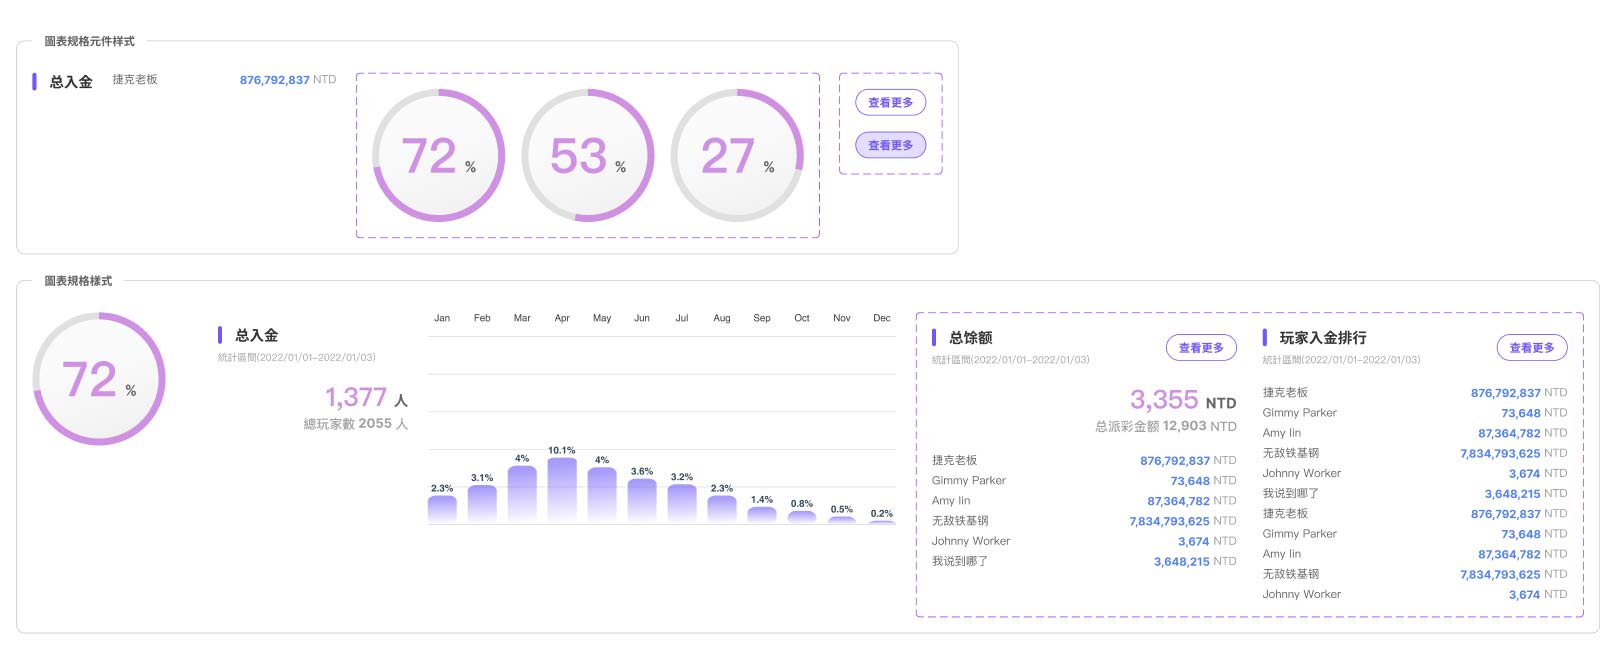 圖表规格元件样式
总入金 捷克老板 876,792,837 NTD
72 %
53 %
27 %
查看更多
查看更多
圖表規格樣式
72 %
总入金
統計區間(2022/01/01-2022/01/03)
1,377 人
總玩家數 2055 人
Jan Feb Mar Apr May Jun Jul Aug Sep Oct Nov Dec
2.3% 3.1% 4% 10.1% 4% 3.6% 3.2% 2.3% 1.4% 0.8% 0.5% 0.2%
总馀额
查看更多
統計區間(2022/01/01-2022/01/03)
3,355 NTD
总派彩金额 12,903 NTD
捷克老板 876,792,837 NTD
Gimmy Parker 73,648 NTD
Amy lin 87,364,782 NTD
无敌铁基钢 7,834,793,625 NTD
Johnny Worker 3,674 NTD
我说到哪了 3,648,215 NTD
玩家入金排行
查看更多
統計區間(2022/01/01-2022/01/03)
捷克老板 876,792,837 NTD
Gimmy Parker 73,648 NTD
Amy lin 87,364,782 NTD
无敌铁基钢 7,834,793,625 NTD
Johnny Worker 3,674 NTD
我说到哪了 3,648,215 NTD
捷克老板 876,792,837 NTD
Gimmy Parker 73,648 NTD
Amy lin 87,364,782 NTD
无敌铁基钢 7,834,793,625 NTD
Johnny Worker 3,674 NTD